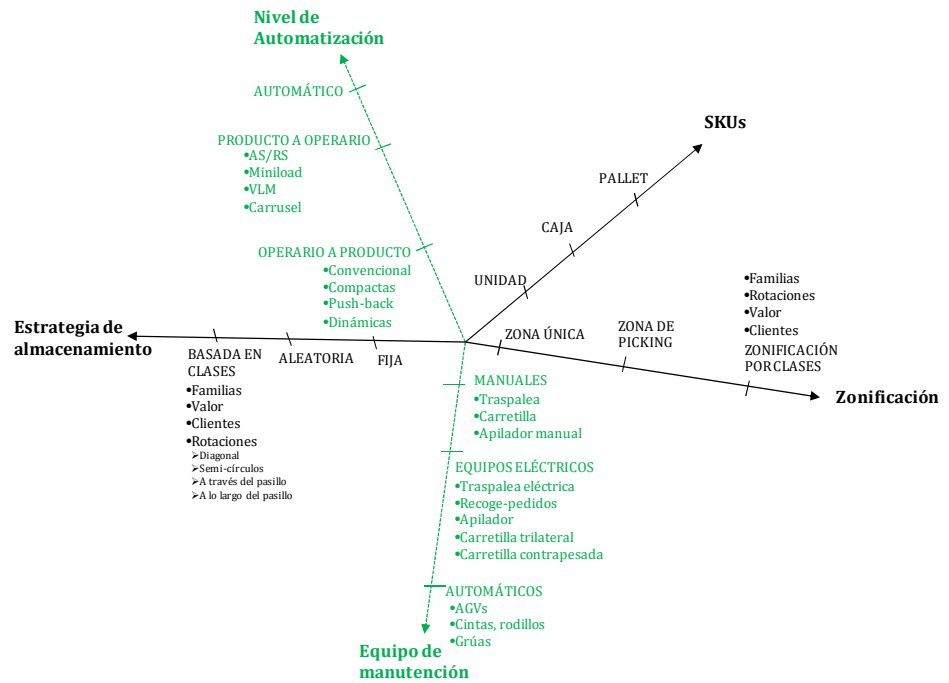 Nivel de
Automatización
AUTOMÁTICO
PRODUCTO A OPERARIO
•AS/RS
•Miniload
•VLM
•Carrusel
OPERARIO A PRODUCTO
•Convencional
•Compactas
•Push-back
•Dinámicas
SKUs
PALLET
CAJA
UNIDAD
•Familias
•Rotaciones
•Valor
•Clientes
ZONIFICACIÓN
POR CLASES
ZONA DE
PICKING
ZONA ÚNICA
Zonificación
Estrategia de
almacenamiento
BASADA EN
CLASES
•Familias
•Valor
•Clientes
•Rotaciones
➢Diagonal
➢Semi-círculos
➢A través del pasillo
➢A lo largo del pasillo
ALEATORIA
FIJA
MANUALES
•Traspalea
•Carretilla
•Apilador manual
EQUIPOS ELÉCTRICOS
•Traspalea eléctrica
•Recoge-pedidos
•Apilador
•Carretilla trilateral
•Carretilla contrapesada
AUTOMÁTICOS
•AGVs
•Cintas, rodillos
•Grúas
Equipo de
manutención